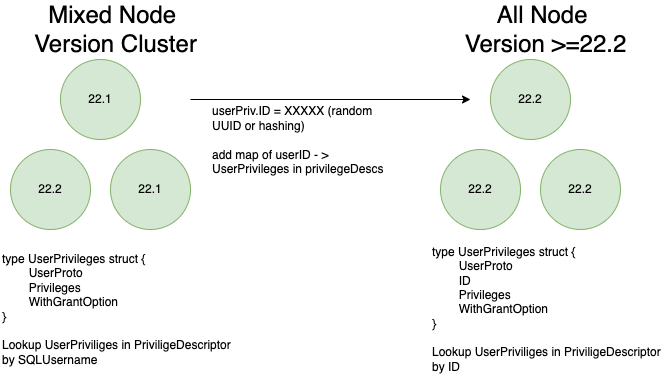 Mixed Node
Version Cluster
22.1
22.2
22.1
type UserPrivileges struct {
UserProto
Privileges
WithGrantOption
}
Lookup UserPriviliges in PriviligeDescriptor
by SQLUsername
userPriv.ID = XXXXX (random
UUID or hashing)
add map of userID - >
UserPrivileges in privilegeDescs
All Node
Version >=22.2
22.2
22.2
22.2
type UserPrivileges struct {
UserProto
ID
Privileges
WithGrantOption
}
Lookup UserPriviliges in PriviligeDescriptor
by ID